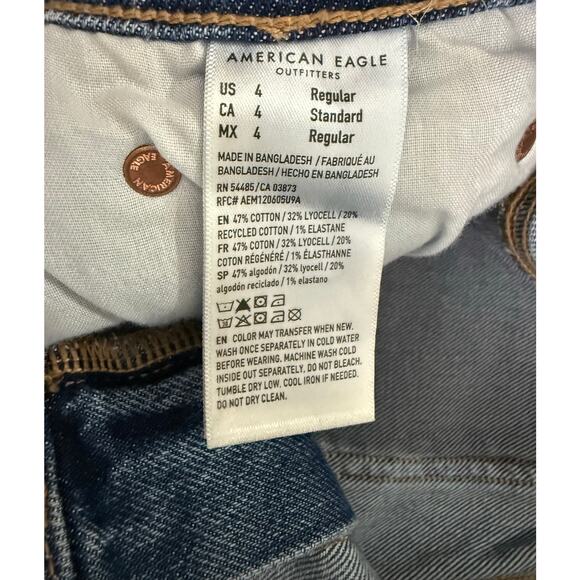 AMERICAN EAGLE
OUTFITTERS
US 4 Regular
CA 4 Standard
MX 4 Regular
MADE IN BANGLADESH / FABRIQUÉ AU
BANGLADESH / HECHO EN BANGLADESH
RN 54485/CA 03873
RFC# AEM120605U9A
EN 47% COTTON / 32% LYOCELL / 20%
RECYCLED COTTON / 1% ELASTANE
FR 47% COTON / 32% LYOCELL / 20%
COTON RÉGÉNÉRÉ / 1% ÉLASTHANNE
SP 47% algodón / 32% lyocell / 20%
algodón reciclado / 1% elastano
EN COLOR MAY TRANSFER WHEN NEW.
WASH ONCE SEPARATELY IN COLD WATER
BEFORE WEARING. MACHINE WASH COLD
INSIDE OUT SEPARATELY. DO NOT BLEACH.
TUMBLE DRY LOW. COOL IRON IF NEEDED.
DO NOT DRY CLEAN.
AMERICAN
EAGLE